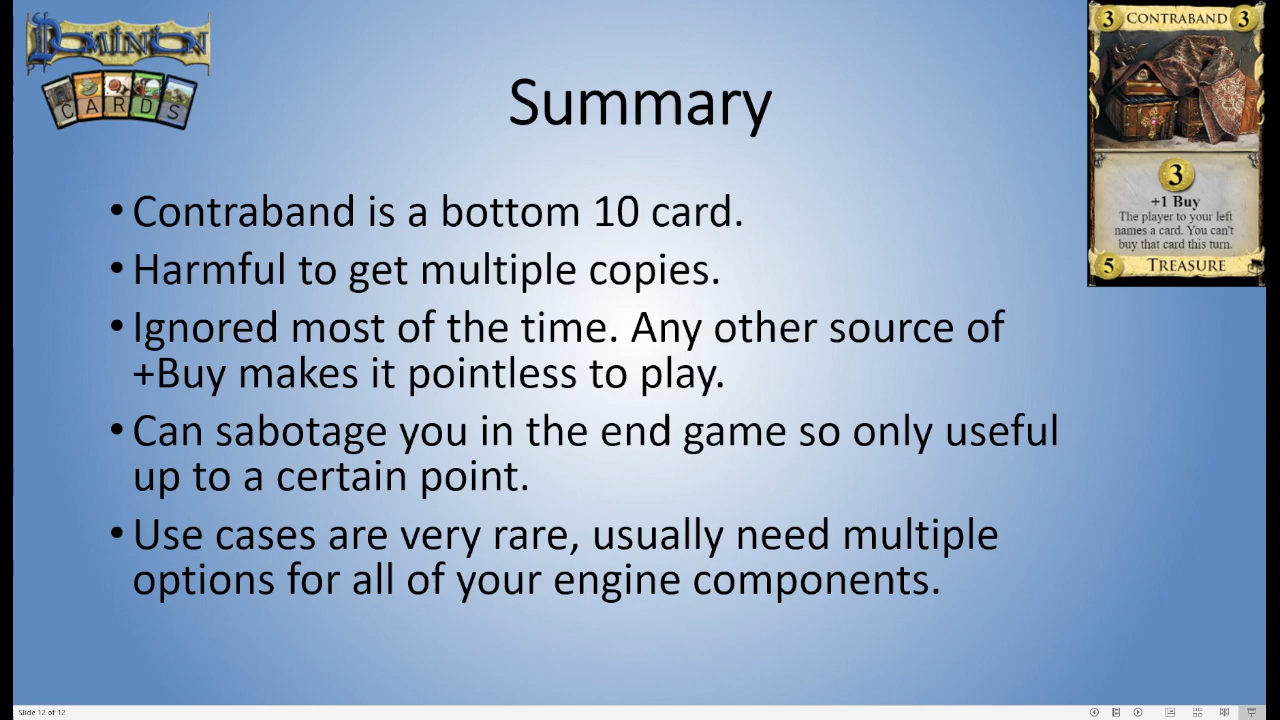 DOMINION
CARDS
Summary
3 CONTRABAND 3
3
+1 Buy
The player to your left
names a card. You can't
buy that card this turn.
5 TREASURE
• Contraband is a bottom 10 card.
• Harmful to get multiple copies.
• Ignored most of the time. Any other source of
+Buy makes it pointless to play.
• Can sabotage you in the end game so only useful
up to a certain point.
• Use cases are very rare, usually need multiple
options for all of your engine components.
Slide 12 of 12